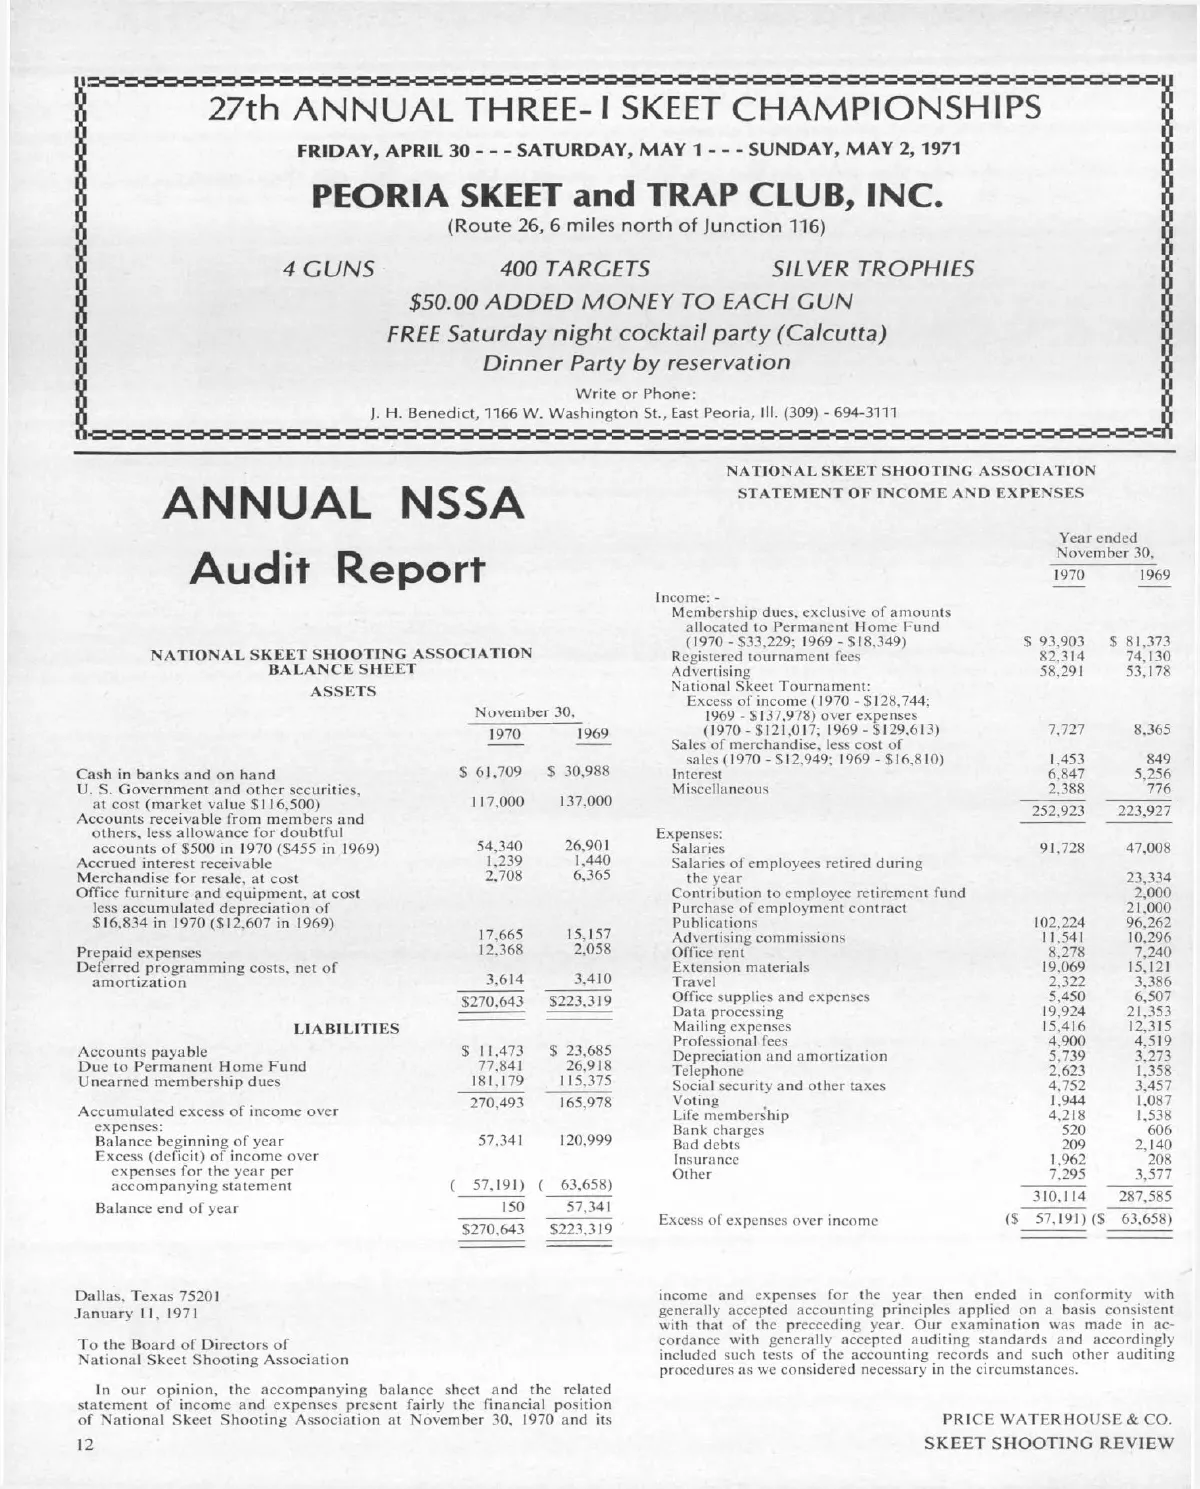 27th ANNUAL THREE- I SKEET CHAMPIONSHIPS
FRIDAY, APRIL 30 - - - SATURDAY, MAY 1 - - - SUNDAY, MAY 2, 1971
PEORIA SKEET and TRAP CLUB, INC.
(Route 26, 6 miles north of Junction 116)
4 GUNS 400 TARGETS SILVER TROPHIES
$50.00 ADDED MONEY TO EACH GUN
FREE Saturday night cocktail party (Calcutta)
Dinner Party by reservation
Write or Phone:
J. H. Benedict, 1166 W. Washington St., East Peoria, Ill. (309) - 694-3111
ANNUAL NSSA
Audit Report
NATIONAL SKEET SHOOTING ASSOCIATION
BALANCE SHEET
ASSETS
November 30,
1970 1969
Cash in banks and on hand $ 61,709 $ 30,988
U. S. Government and other securities,
at cost (market value $116,500) 117,000 137,000
Accounts receivable from members and
others, less allowance for doubtful
accounts of $500 in 1970 ($455 in 1969) 54,340 26,901
Accrued interest receivable 1,239 1,440
Merchandise for resale, at cost 2,708 6,365
Office furniture and equipment, at cost
less accumulated depreciation of
$16,834 in 1970 ($12,607 in 1969)
17,665 15,157
Prepaid expenses 12,368 2,058
Deferred programming costs, net of
amortization 3,614 3,410
$270,643 $223,319
LIABILITIES
Accounts payable $ 11,473 $ 23,685
Due to Permanent Home Fund 77,841 26,918
Unearned membership dues 181,179 115,375
270,493 165,978
Accumulated excess of income over
expenses:
Balance beginning of year 57,341 120,999
Excess (deficit) of income over
expenses for the year per
accompanying statement ( 57,191) ( 63,658)
Balance end of year 150 57,341
$270,643 $223,319
NATIONAL SKEET SHOOTING ASSOCIATION
STATEMENT OF INCOME AND EXPENSES
Year ended
November 30,
1970 1969
Income: -
Membership dues, exclusive of amounts
allocated to Permanent Home Fund
(1970 - $33,229; 1969 - $18,349) $ 93,903 $ 81,373
Registered tournament fees 82,314 74,130
Advertising 58,291 53,178
National Skeet Tournament:
Excess of income (1970 - $128,744;
1969 - $137,978) over expenses
(1970 - $121,017; 1969 - $129,613) 7,727 8,365
Sales of merchandise, less cost of
sales (1970 - $12,949; 1969 - $16,810) 1,453 849
Interest 6,847 5,256
Miscellaneous 2,388 776
252,923 223,927
Expenses:
Salaries 91,728 47,008
Salaries of employees retired during
the year 23,334
Contribution to employee retirement fund 2,000
Purchase of employment contract 21,000
Publications 102,224 96,262
Advertising commissions 11,541 10,296
Office rent 8,278 7,240
Extension materials 19,069 15,121
Travel 2,322 3,386
Office supplies and expenses 5,450 6,507
Data processing 19,924 21,353
Mailing expenses 15,416 12,315
Professional fees 4,900 4,519
Depreciation and amortization 5,739 3,273
Telephone 2,623 1,358
Social security and other taxes 4,752 3,457
Voting 1,944 1,087
Life membership 4,218 1,538
Bank charges 520 606
Bad debts 209 2,140
Insurance 1,962 208
Other 7,295 3,577
310,114 287,585
Excess of expenses over income ($ 57,191) ($ 63,658)
Dallas, Texas 75201
January 11, 1971
To the Board of Directors of
National Skeet Shooting Association
In our opinion, the accompanying balance sheet and the related
statement of income and expenses present fairly the financial position
of National Skeet Shooting Association at November 30, 1970 and its
income and expenses for the year then ended in conformity with
generally accepted accounting principles applied on a basis consistent
with that of the preceeding year. Our examination was made in ac-
cordance with generally accepted auditing standards and accordingly
included such tests of the accounting records and such other auditing
procedures as we considered necessary in the circumstances.
PRICE WATERHOUSE & CO.
12 SKEET SHOOTING REVIEW